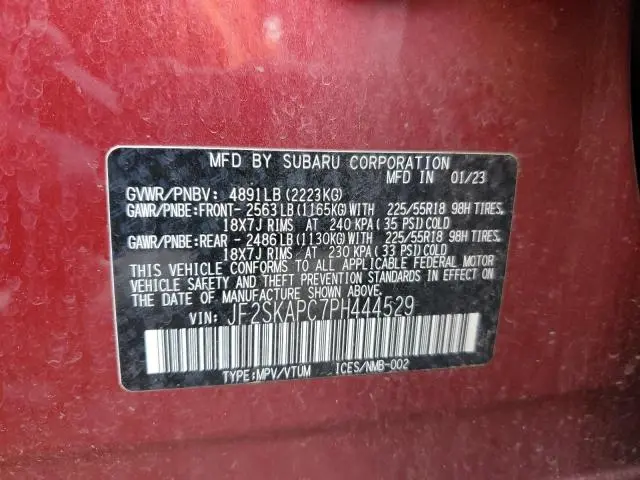 MFD BY SUBARU CORPORATION
MFD IN 01/23
GVWR/PNBV: 4891LB(2223KG)
GAWR/PNBE:FRONT- 2563LB(1165KG)WITH 225/55R18 98H TIRES,
18X7J RIMS AT 240 KPA( 35 PSI)COLD
GAWR/PNBE:REAR - 2486LB(1130KG)WITH 225/55R18 98H TIRES,
18X7J RIMS AT 230 KPA( 33 PSI)COLD
THIS VEHICLE CONFORMS TO ALL APPLICABLE FEDERAL MOTOR
VEHICLE SAFETY AND THEFT PREVENTION STANDARDS IN EFFECT
ON THE DATE OF MANUFACTURE SHOWN ABOVE.
VIN: JF2SKAPC7PH444529
TYPE:MPV/VTUM ICES/NMB-002